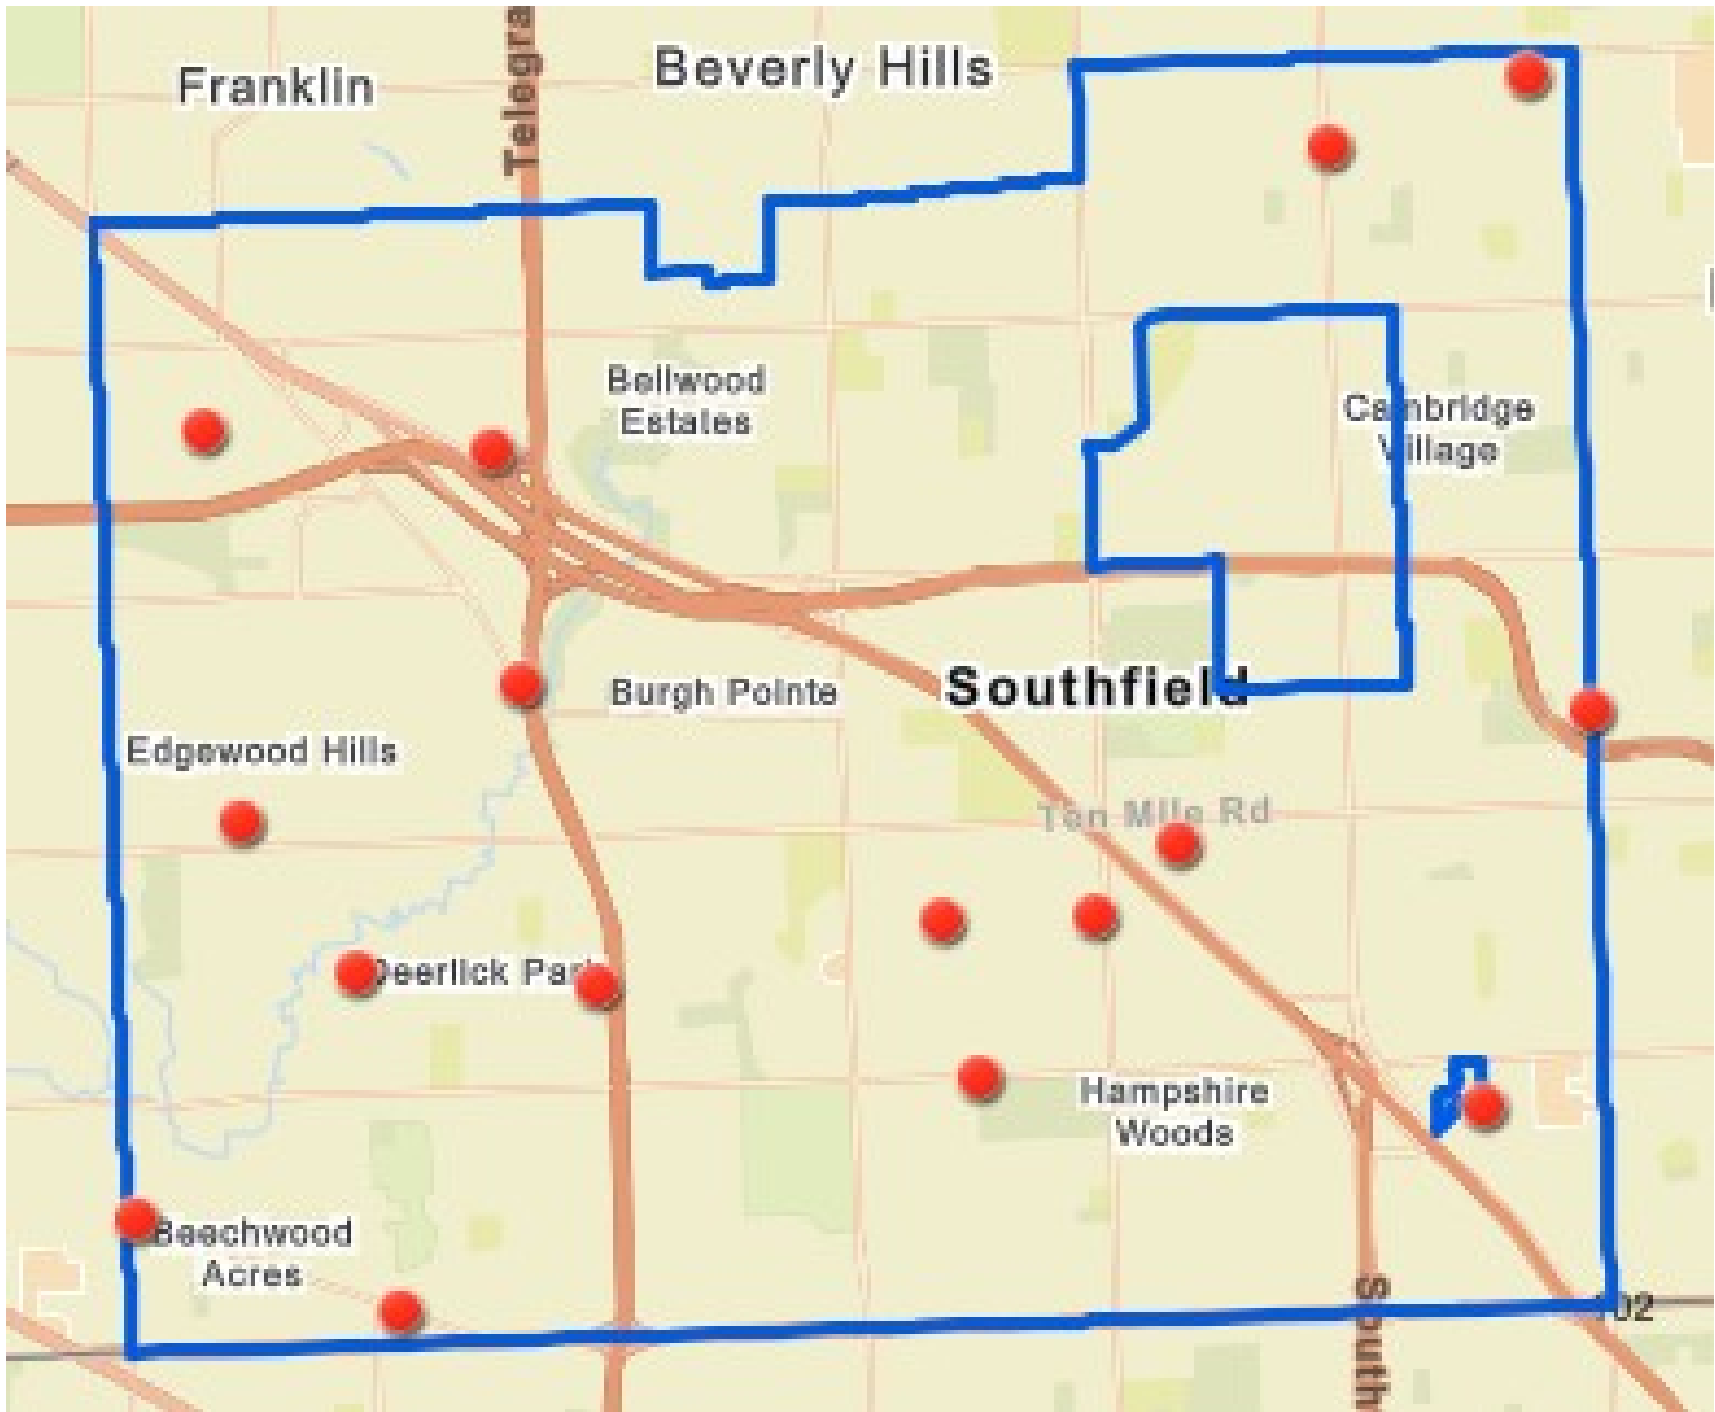 Telegra
Franklin
Beverly Hills
Bellwood
Estates
Cambridge
Village
Southfield
Burgh Pointe
Edgewood Hills
Ten Mile Rd
Deerlick Park
Hampshire
Woods
Beechwood
Acres
102
South